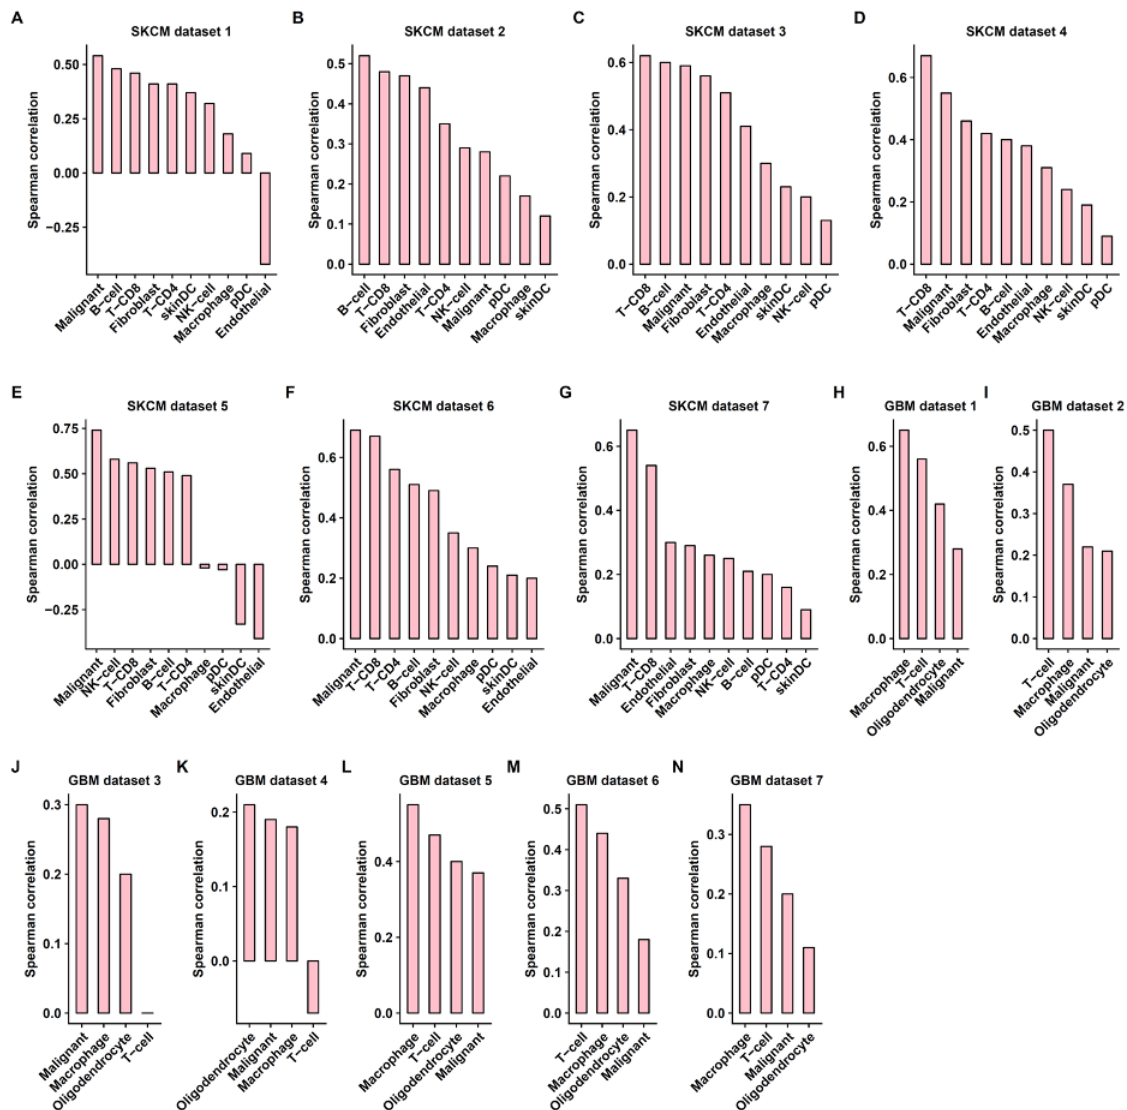 A
SKCM dataset 1
Spearman correlation
0.50
0.25
0.00
−0.25
Malignant
B−cell
T−CD8
Fibroblast
T−CD4
skinDC
NK−cell
Macrophage
pDC
Endothelial
B
SKCM dataset 2
Spearman correlation
0.5
0.4
0.3
0.2
0.1
0.0
B−cell
T−CD8
Fibroblast
Endothelial
T−CD4
NK−cell
Malignant
pDC
Macrophage
skinDC
C
SKCM dataset 3
Spearman correlation
0.6
0.4
0.2
0.0
T−CD8
B−cell
Malignant
Fibroblast
T−CD4
Endothelial
Macrophage
skinDC
NK−cell
pDC
D
SKCM dataset 4
Spearman correlation
0.6
0.4
0.2
0.0
T−CD8
Malignant
Fibroblast
T−CD4
B−cell
Endothelial
Macrophage
NK−cell
skinDC
pDC
E
SKCM dataset 5
Spearman correlation
0.75
0.50
0.25
0.00
−0.25
Malignant
NK−cell
T−CD8
Fibroblast
B−cell
T−CD4
Macrophage
pDC
skinDC
Endothelial
F
SKCM dataset 6
Spearman correlation
0.6
0.4
0.2
0.0
Malignant
T−CD8
T−CD4
B−cell
Fibroblast
NK−cell
Macrophage
pDC
skinDC
Endothelial
G
SKCM dataset 7
Spearman correlation
0.6
0.4
0.2
0.0
Malignant
T−CD8
Endothelial
Fibroblast
Macrophage
NK−cell
B−cell
pDC
T−CD4
skinDC
H
GBM dataset 1
Spearman correlation
0.6
0.4
0.2
0.0
Macrophage
T−cell
Oligodendrocyte
Malignant
I
GBM dataset 2
Spearman correlation
0.5
0.4
0.3
0.2
0.1
0.0
T−cell
Macrophage
Malignant
Oligodendrocyte
J
GBM dataset 3
Spearman correlation
0.3
0.2
0.1
0.0
Malignant
Macrophage
Oligodendrocyte
T−cell
K
GBM dataset 4
Spearman correlation
0.2
0.1
0.0
Oligodendrocyte
Malignant
Macrophage
T−cell
L
GBM dataset 5
Spearman correlation
0.4
0.2
0.0
Macrophage
T−cell
Oligodendrocyte
Malignant
M
GBM dataset 6
Spearman correlation
0.5
0.4
0.3
0.2
0.1
0.0
T−cell
Macrophage
Oligodendrocyte
Malignant
N
GBM dataset 7
Spearman correlation
0.3
0.2
0.1
0.0
Macrophage
T−cell
Malignant
Oligodendrocyte